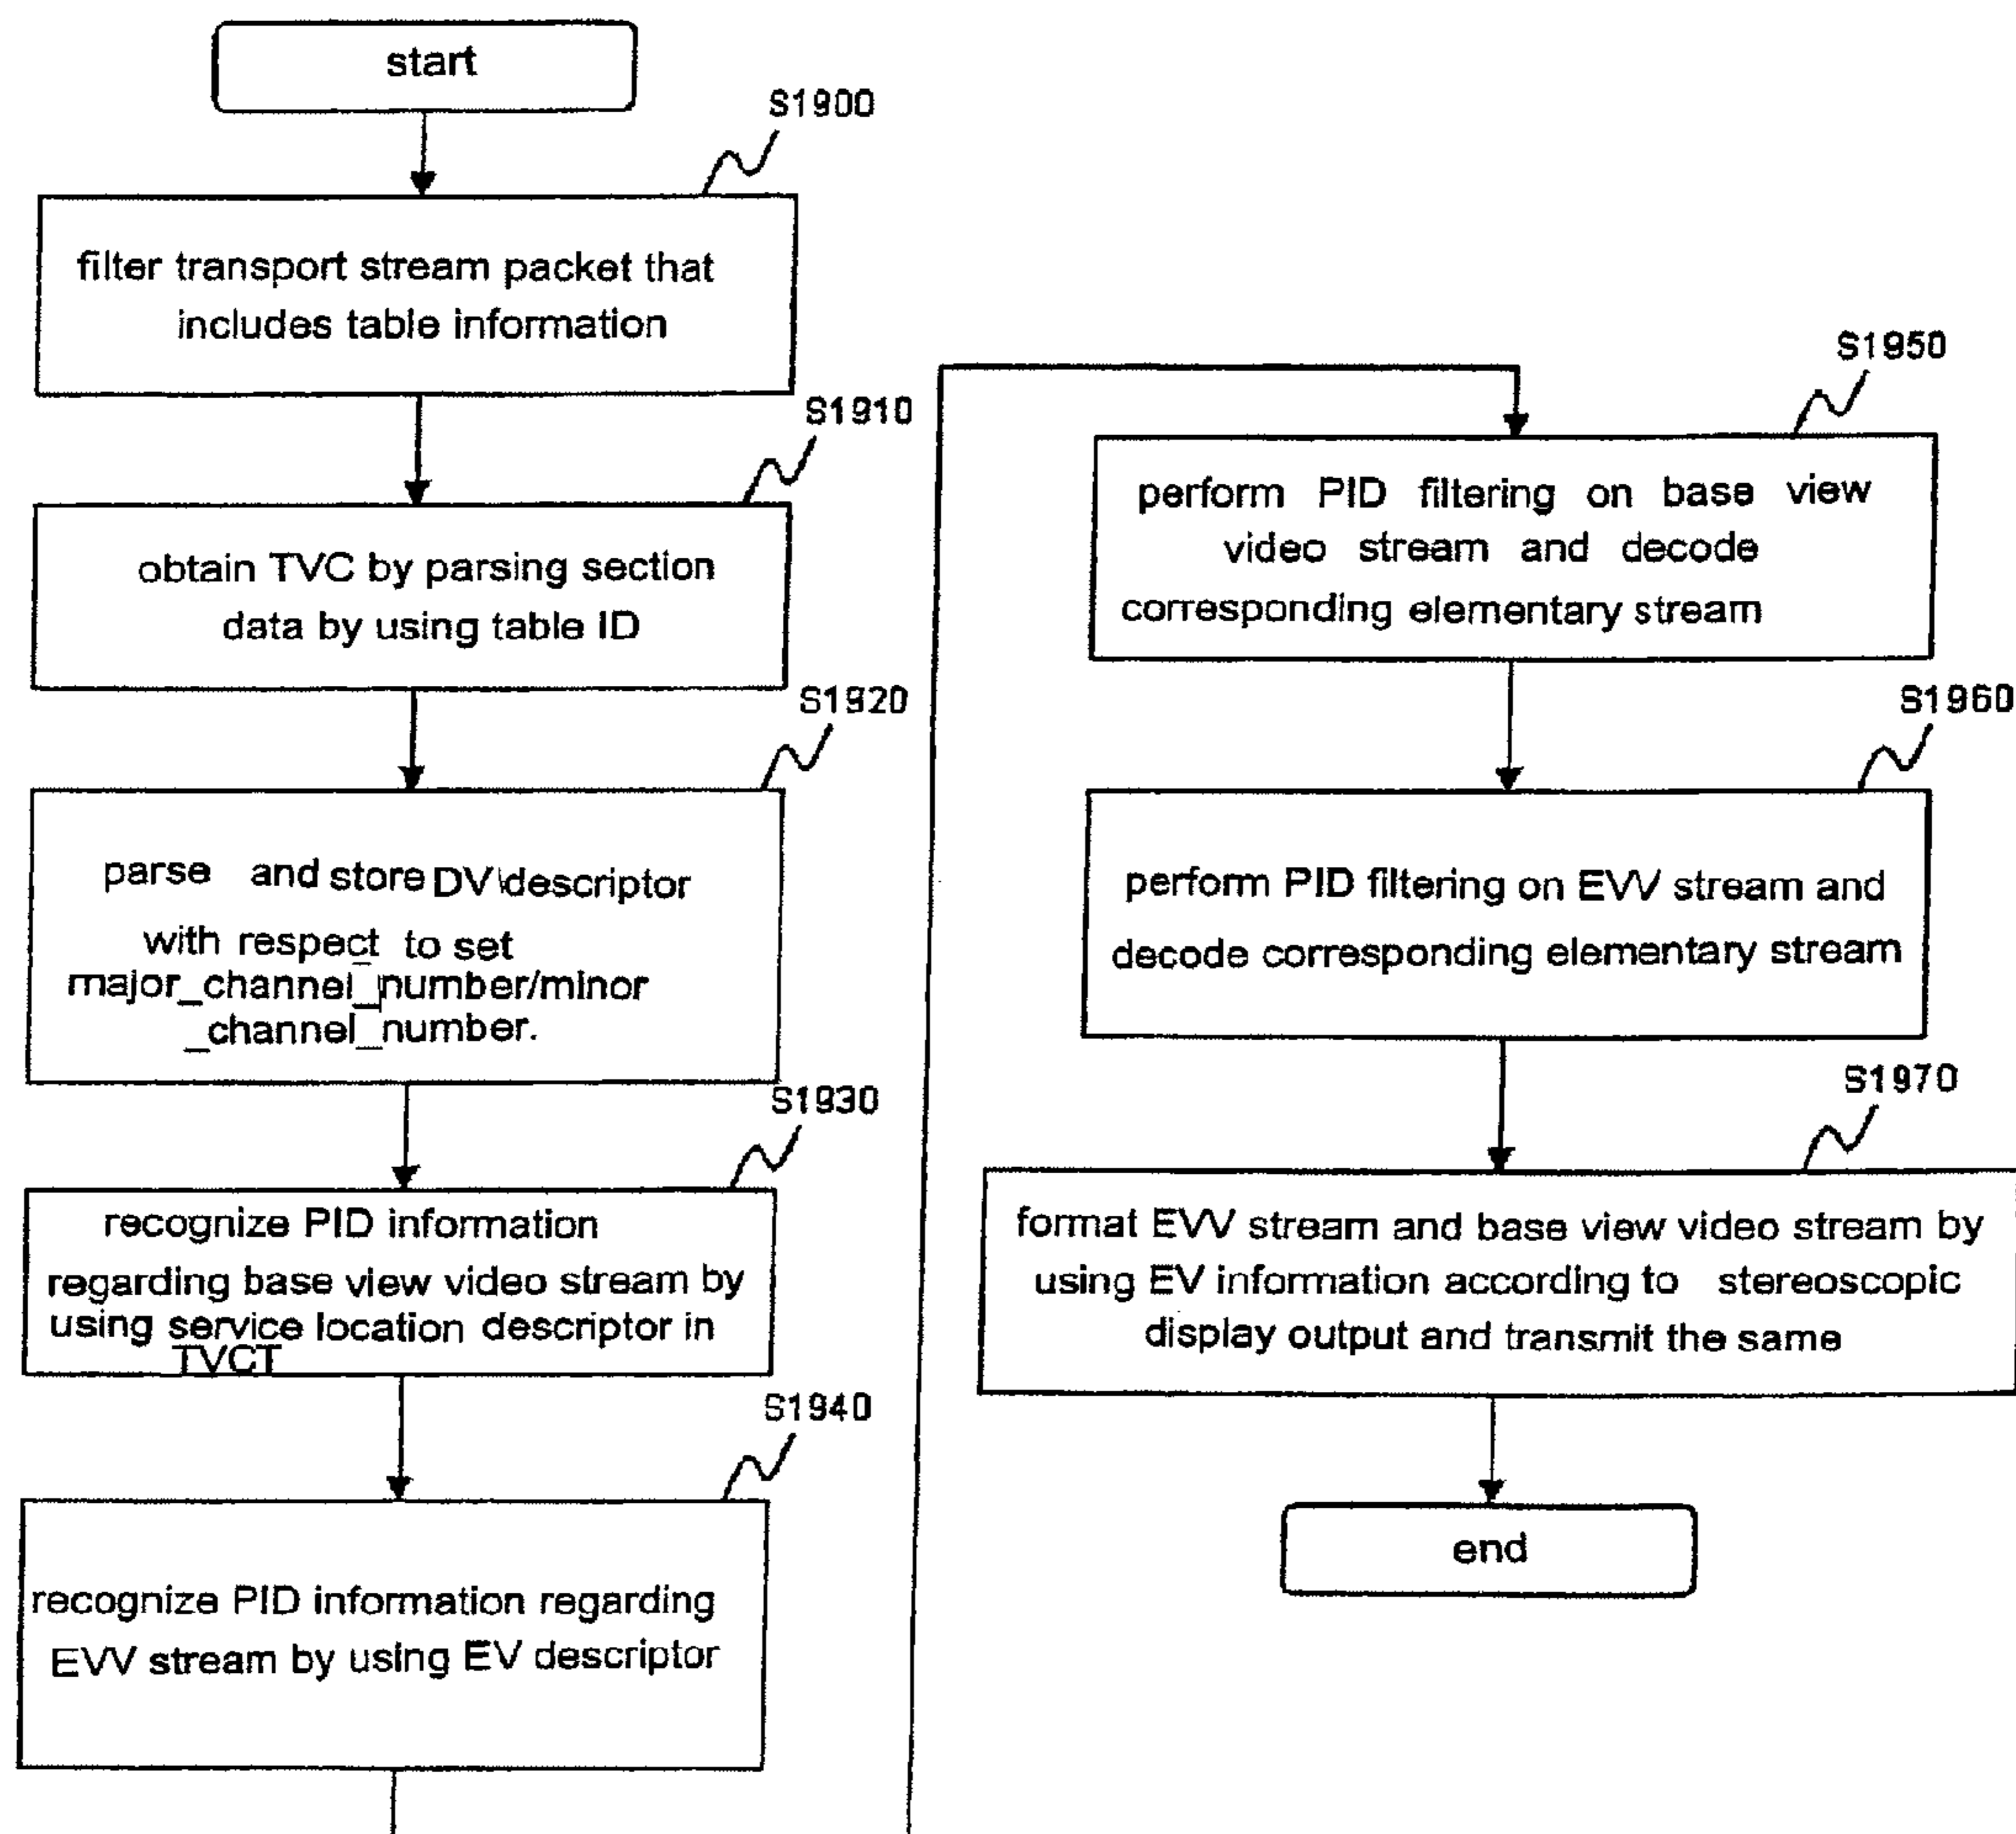 start
S1900
filter transport stream packet that
includes table information
S1910
obtain TVC by parsing section
data by using table ID
S1920
parse and store DV descriptor
with respect to set
major_channel_number/minor
_channel_number.
S1930
recognize PID information
regarding base view video stream by
using service location descriptor in
TVCT
S1940
recognize PID information regarding
EVV stream by using EV descriptor
S1950
perform PID filtering on base view
video stream and decode
corresponding elementary stream
S1960
perform PID filtering on EVV stream and
decode corresponding elementary stream
S1970
format EVV stream and base view video stream by
using EV information according to stereoscopic
display output and transmit the same
end